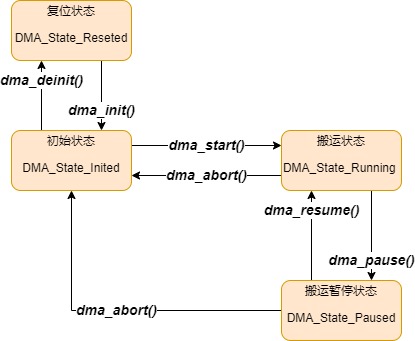 复位状态
DMA_State_Reseted
dma_deinit()
dma_init()
初始状态
DMA_State_Inited
dma_start()
dma_abort()
搬运状态
DMA_State_Running
dma_resume()
dma_pause()
dma_abort()
搬运暂停状态
DMA_State_Paused